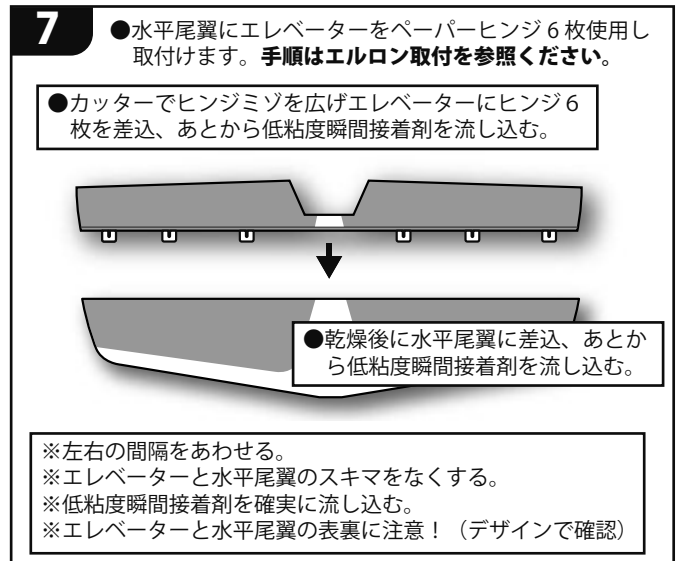 7
●水平尾翼にエレベーターをペーパーヒンジ6枚使用し
取付けます。手順はエルロン取付を参照ください。
●カッターでヒンジミゾを広げエレベーターにヒンジ6
枚を差込、あとから低粘度瞬間接着剤を流し込む。
●乾燥後に水平尾翼に差込、あとか
ら低粘度瞬間接着剤を流し込む。
※左右の間隔をあわせる。
※エレベーターと水平尾翼のスキマをなくする。
※低粘度瞬間接着剤を確実に流し込む。
※エレベーターと水平尾翼の表裏に注意！（デザインで確認）